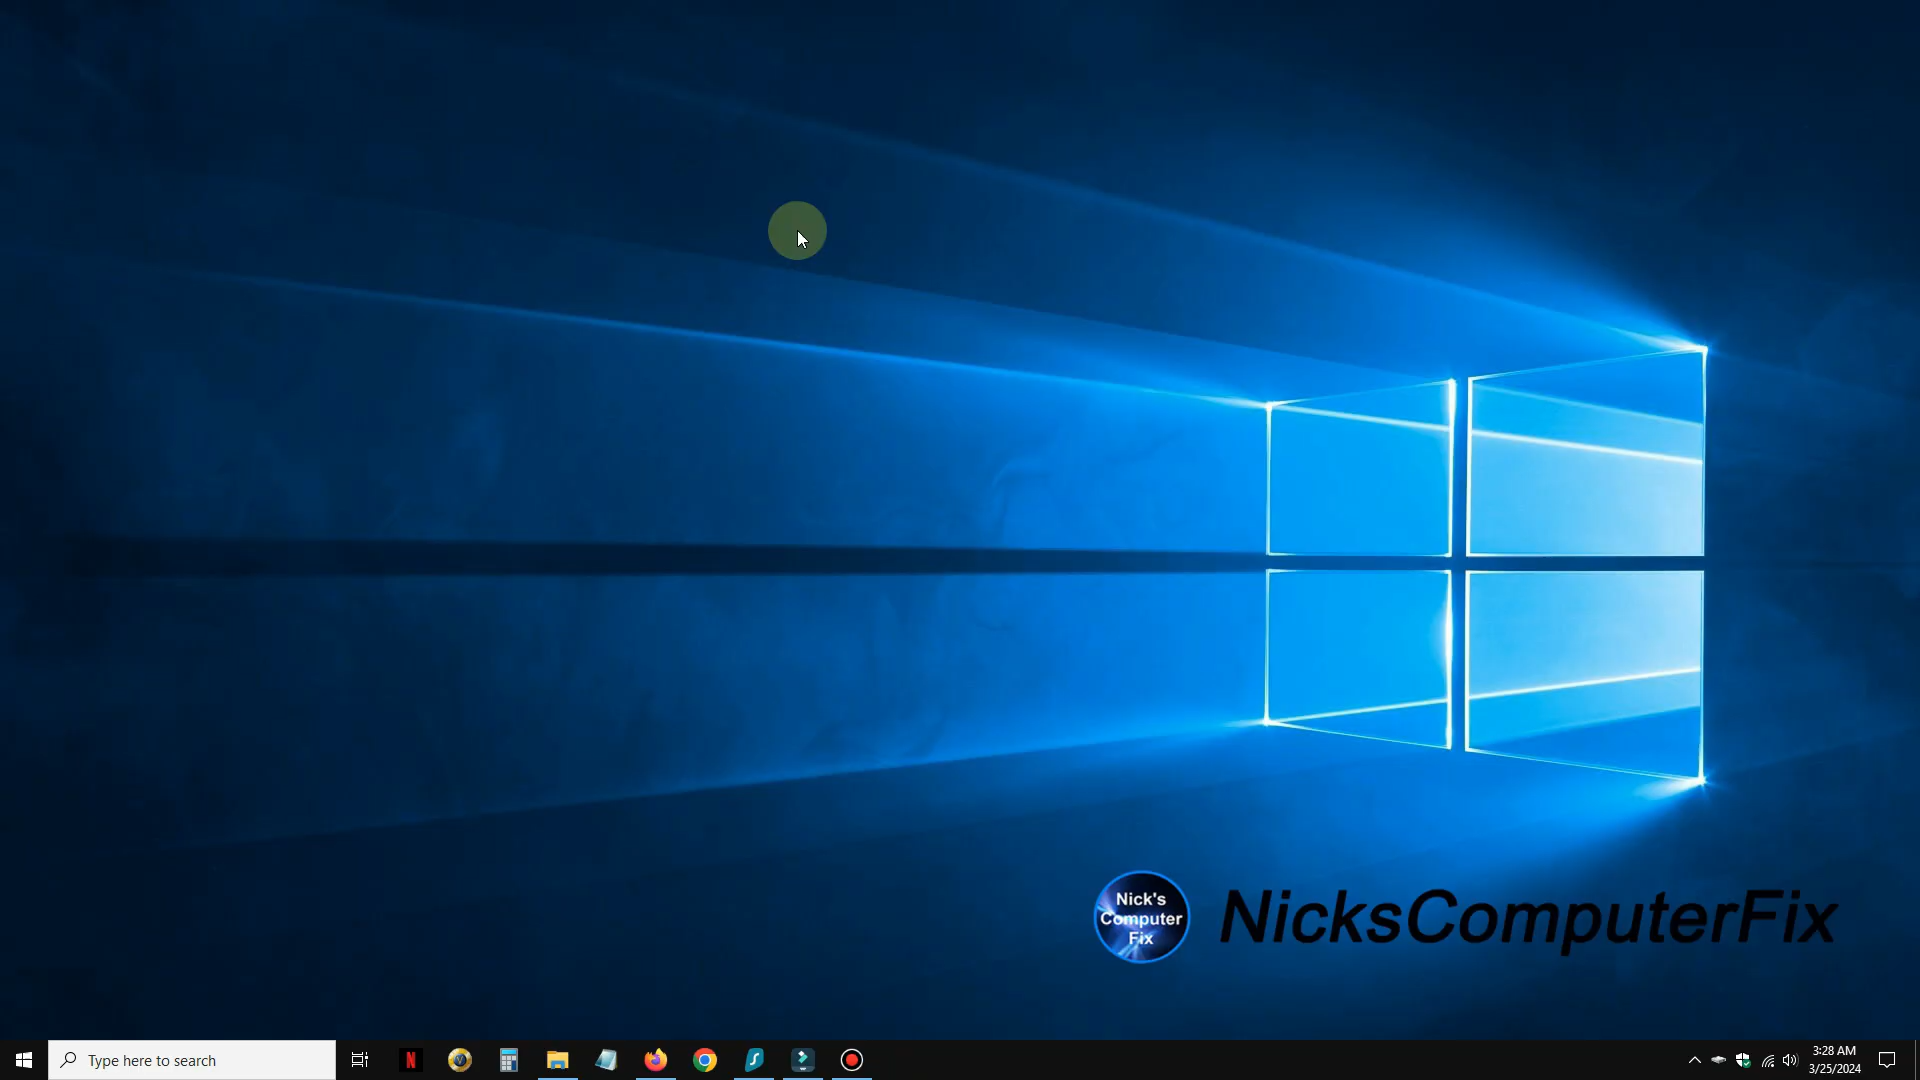 Nick's
Computer
Fix
NicksComputerFix
Type here to search
N
3:28 AM
3/25/2024